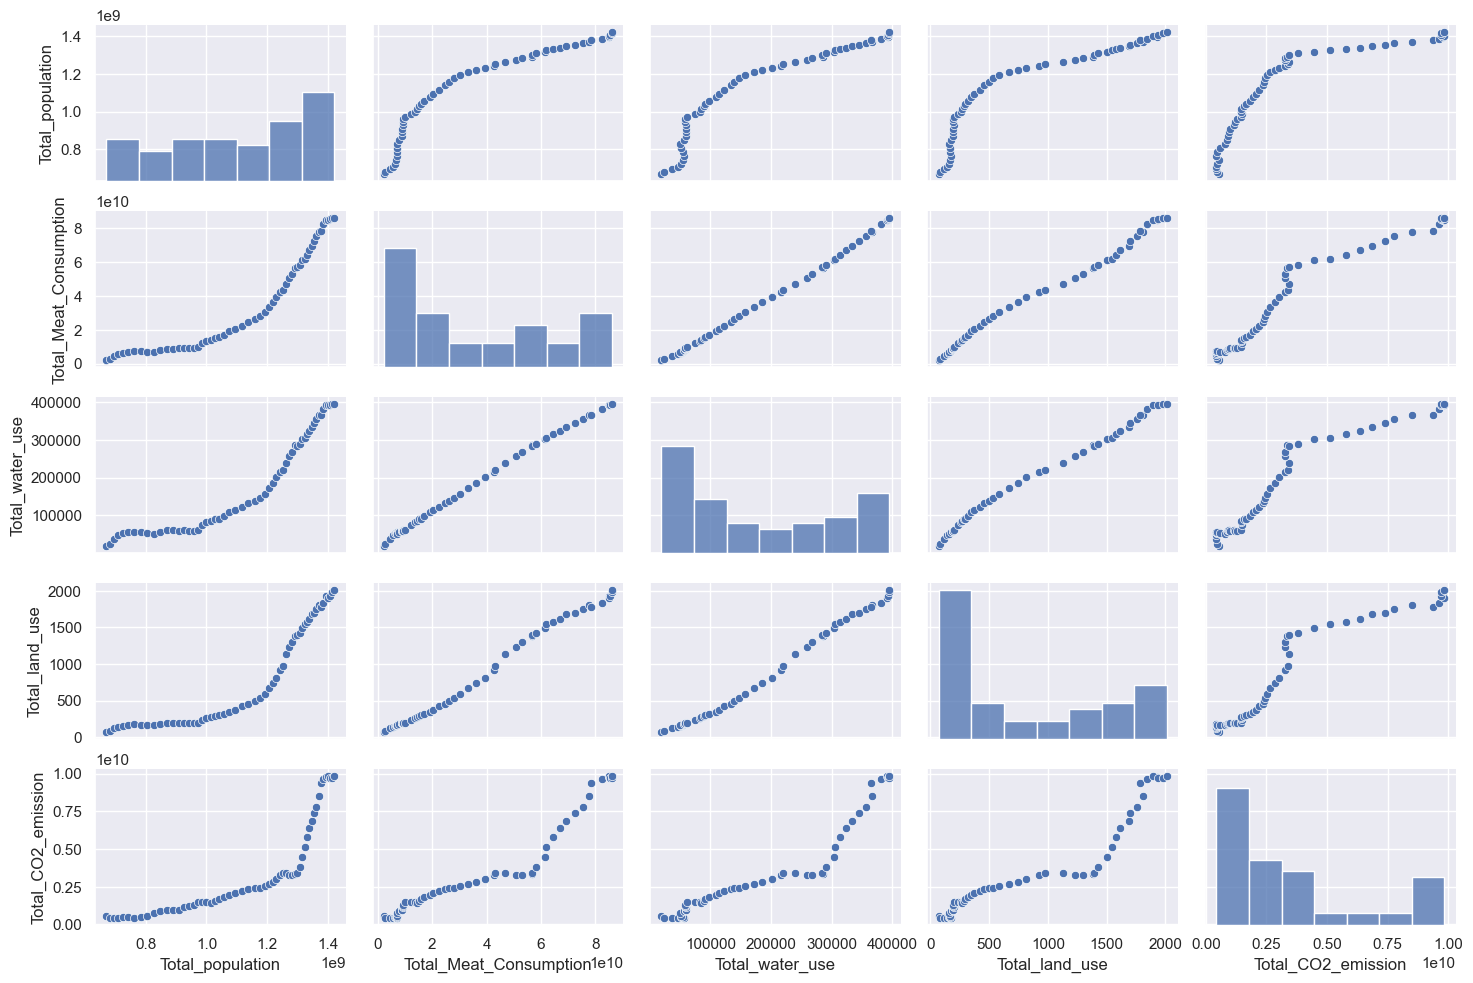 1e9
Total_population
1.4
1.2
1.0
0.8
1e10
Total_Meat_Consumption
8
6
4
2
0
Total_water_use
400000
300000
200000
100000
Total_land_use
2000
1500
1000
500
0
1e10
Total_CO2_emission
1.00
0.75
0.50
0.25
0.00
0.8 1.0 1.2 1.4 0 2 4 6 8 100000 200000 300000 400000 0 500 1000 1500 2000 0.00 0.25 0.50 0.75 1.00
Total_population 1e9 Total_Meat_Consumption 1e10 Total_water_use Total_land_use Total_CO2_emission 1e10